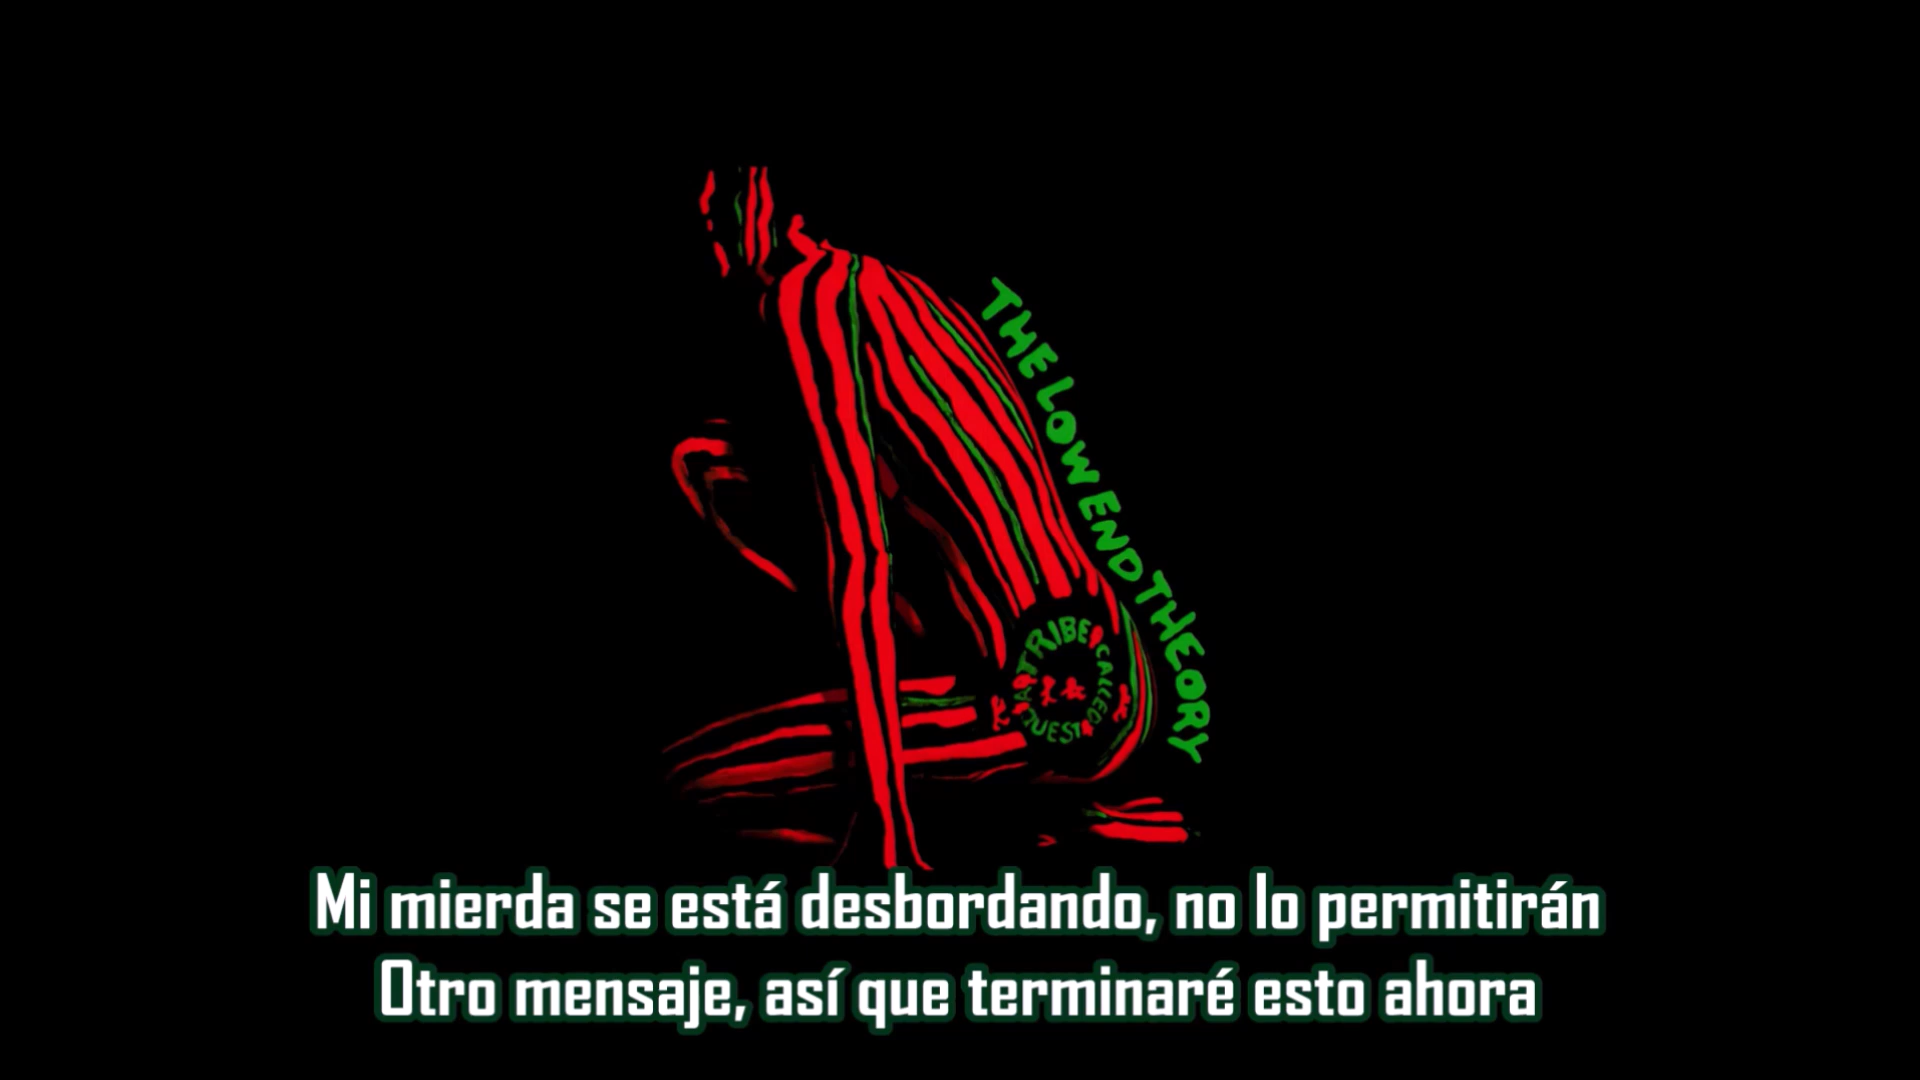 THE LOW END THEORY
A TRIBE CALLED QUEST
Mi mierda se está desbordando, no lo permitirán
Otro mensaje, así que terminaré esto ahora